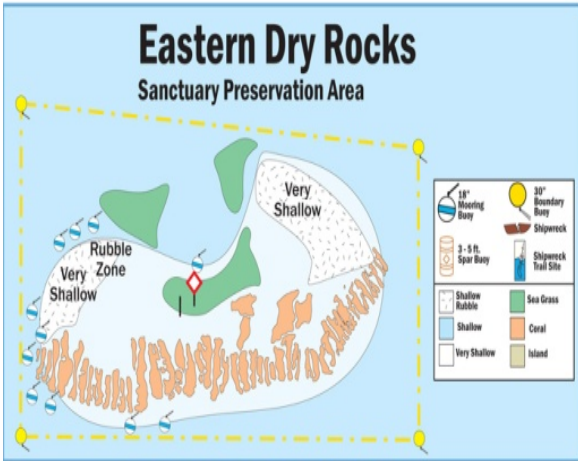 Eastern Dry Rocks
Sanctuary Preservation Area
Very
Shallow
Rubble
Zone
Very
Shallow
18"
Mooring
Buoy
30"
Boundary
Buoy
Shipwreck
3 - 5 ft.
Spar Buoy
Shipwreck
Trail Site
Shallow
Rubble
Sea Grass
Shallow
Coral
Very Shallow
Island